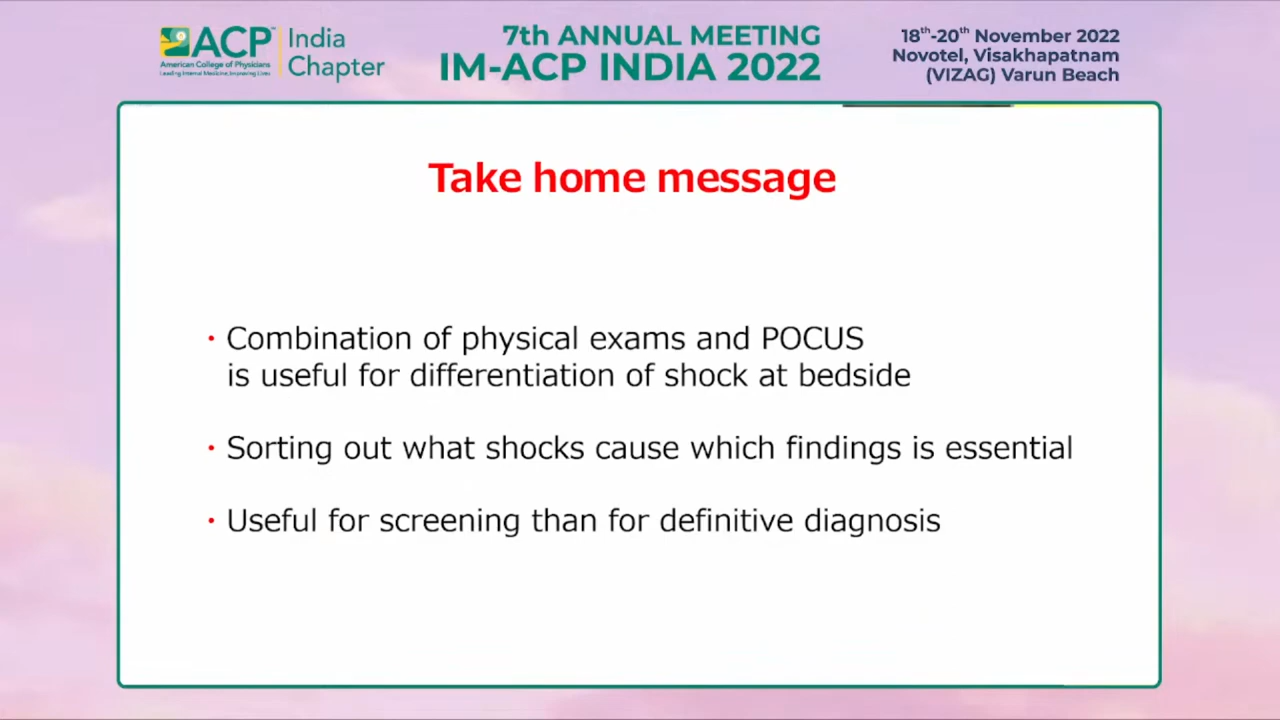 ACP
American College of Physicians
Leading Internal Medicine, Improving Lives
India
Chapter
7th ANNUAL MEETING
IM-ACP INDIA 2022
18th-20th November 2022
Novotel, Visakhapatnam
(VIZAG) Varun Beach
Take home message
・Combination of physical exams and POCUS
is useful for differentiation of shock at bedside
・Sorting out what shocks cause which findings is essential
・Useful for screening than for definitive diagnosis